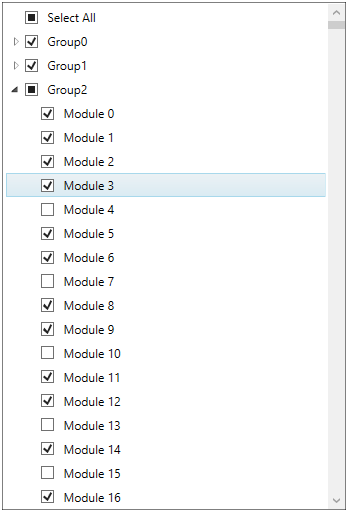 Select All
Group0
Group1
Group2
Module 0
Module 1
Module 2
Module 3
Module 4
Module 5
Module 6
Module 7
Module 8
Module 9
Module 10
Module 11
Module 12
Module 13
Module 14
Module 15
Module 16